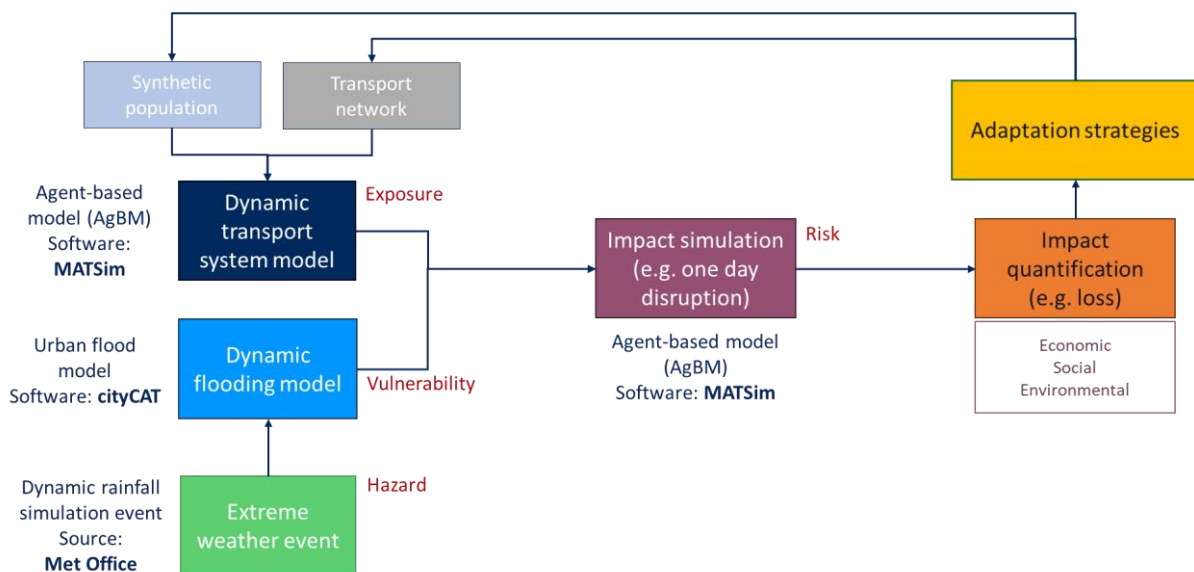 Synthetic
population
Transport
network
Adaptation strategies
Agent-based
model (AgBM)
Software:
MATSim
Dynamic
transport
system model
Exposure
Impact simulation
(e.g. one day
disruption)
Risk
Impact
quantification
(e.g. loss)
Urban flood
model
Software: cityCAT
Dynamic
flooding model
Vulnerability
Agent-based model
(AgBM)
Software: MATSim
Economic
Social
Environmental
Dynamic rainfall
simulation event
Source:
Met Office
Extreme
weather event
Hazard